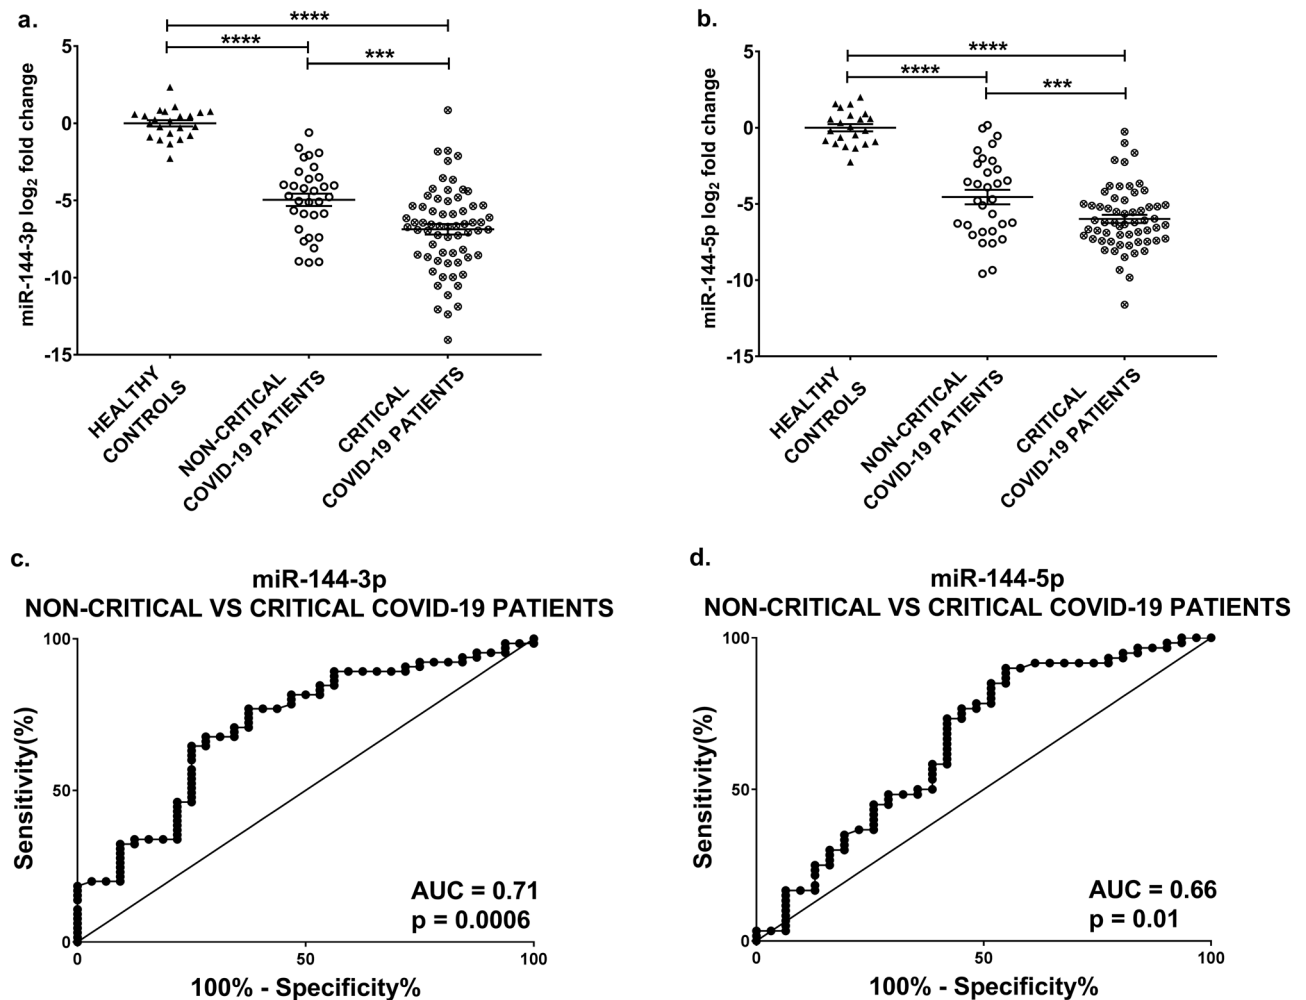 a.
****
****
***
miR-144-3p log2 fold change
5
0
-5
-10
-15
HEALTHY
CONTROLS
NON-CRITICAL
COVID-19 PATIENTS
CRITICAL
COVID-19 PATIENTS
b.
****
****
***
miR-144-5p log2 fold change
5
0
-5
-10
-15
HEALTHY
CONTROLS
NON-CRITICAL
COVID-19 PATIENTS
CRITICAL
COVID-19 PATIENTS
c.
miR-144-3p
NON-CRITICAL VS CRITICAL COVID-19 PATIENTS
Sensitivity(%)
100
50
0
AUC = 0.71
p = 0.0006
0
50
100
100% - Specificity%
d.
miR-144-5p
NON-CRITICAL VS CRITICAL COVID-19 PATIENTS
Sensitivity(%)
100
50
0
AUC = 0.66
p = 0.01
0
50
100
100% - Specificity%